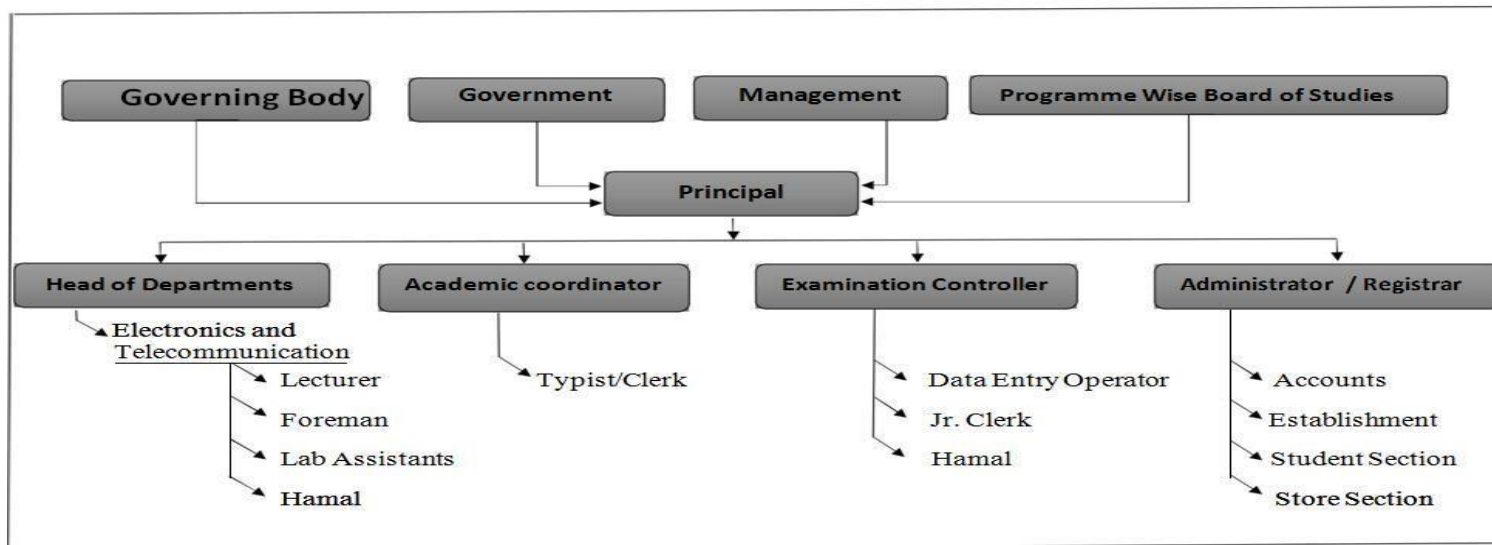 Governing Body
Government
Management
Programme Wise Board of Studies
Principal
Head of Departments
Academic coordinator
Examination Controller
Administrator / Registrar
Electronics and
Telecommunication
Lecturer
Foreman
Lab Assistants
Hamal
Typist/Clerk
Data Entry Operator
Jr. Clerk
Hamal
Accounts
Establishment
Student Section
Store Section